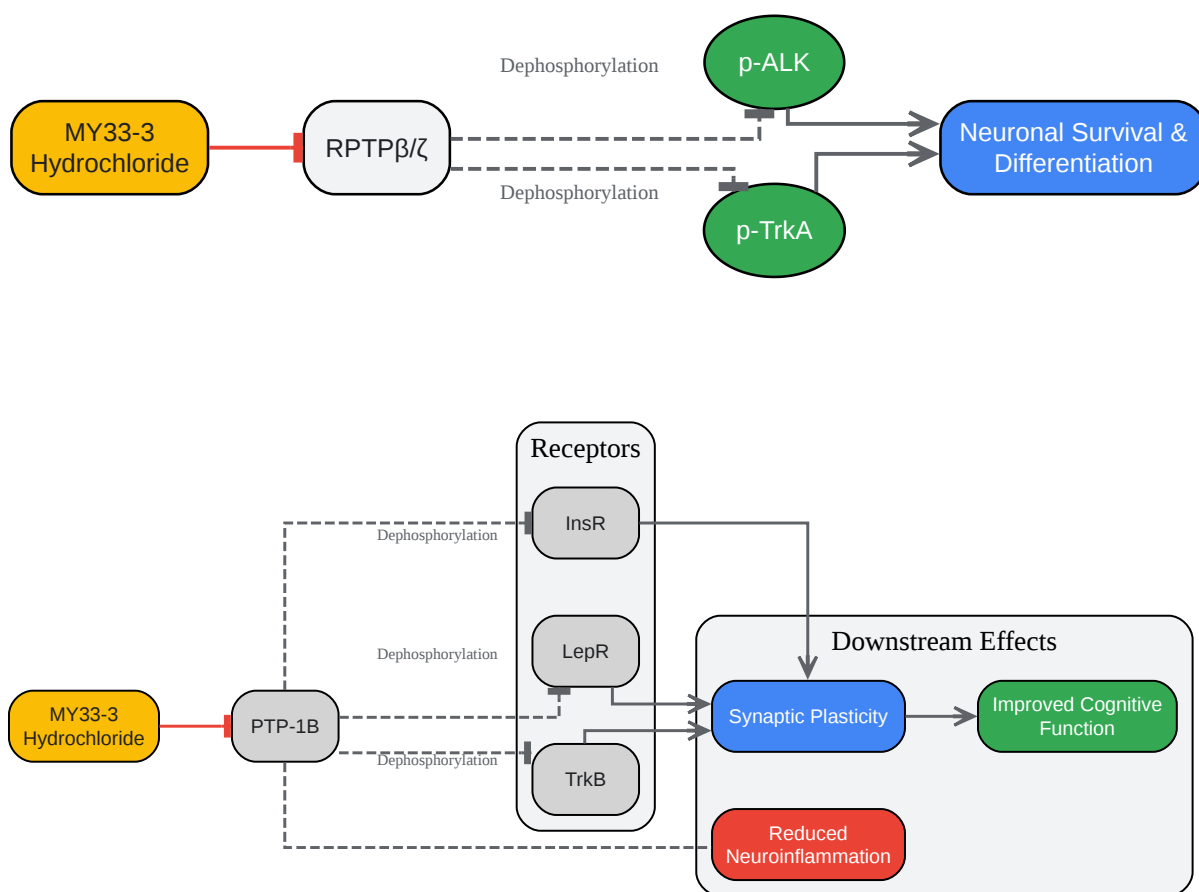 Dephosphorylation
p-ALK
MY33-3
Hydrochloride
RPTPβ/ζ
Neuronal Survival &
Differentiation
Dephosphorylation
p-TrkA
Receptors
InsR
Dephosphorylation
LepR
Dephosphorylation
Downstream Effects
MY33-3
Hydrochloride
PTP-1B
Synaptic Plasticity
Improved Cognitive
Function
Dephosphorylation
TrkB
Reduced
Neuroinflammation